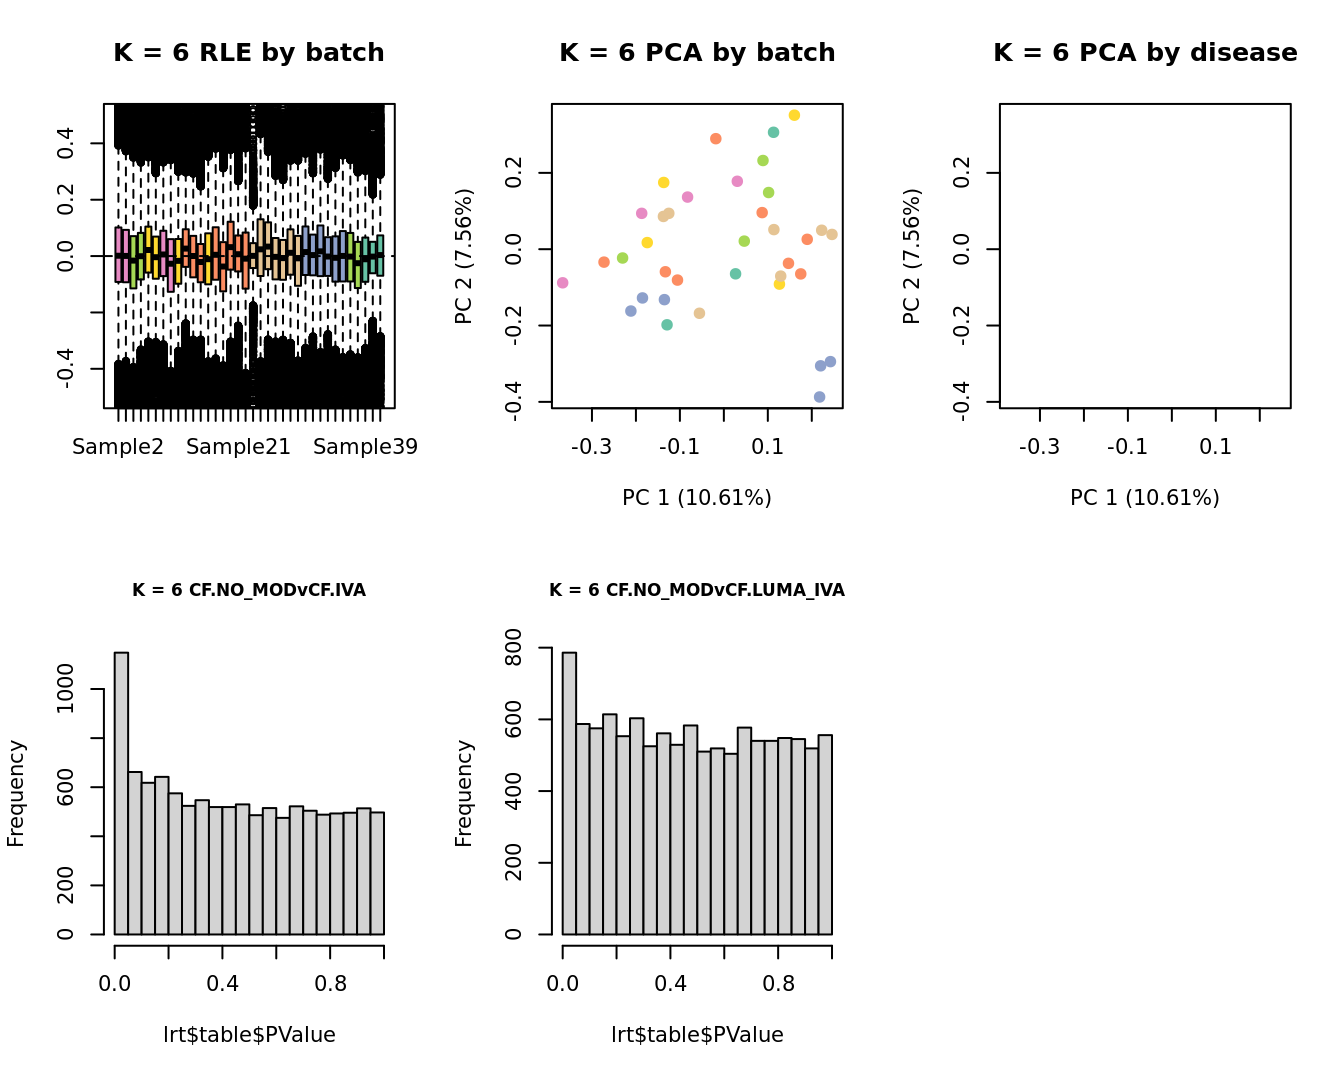 K = 6 RLE by batch
0.4
0.2
0.0
-0.4
Sample2 Sample21 Sample39
K = 6 PCA by batch
PC 2 (7.56%)
0.2
0.0
-0.2
-0.4
-0.3 -0.1 0.1
PC 1 (10.61%)
K = 6 PCA by disease
PC 2 (7.56%)
0.2
0.0
-0.2
-0.4
-0.3 -0.1 0.1
PC 1 (10.61%)
K = 6 CF.NO_MODvCF.IVA
Frequency
1000
600
200
0
0.0 0.4 0.8
lrt$table$PValue
K = 6 CF.NO_MODvCF.LUMA_IVA
Frequency
800
600
400
200
0
0.0 0.4 0.8
lrt$table$PValue